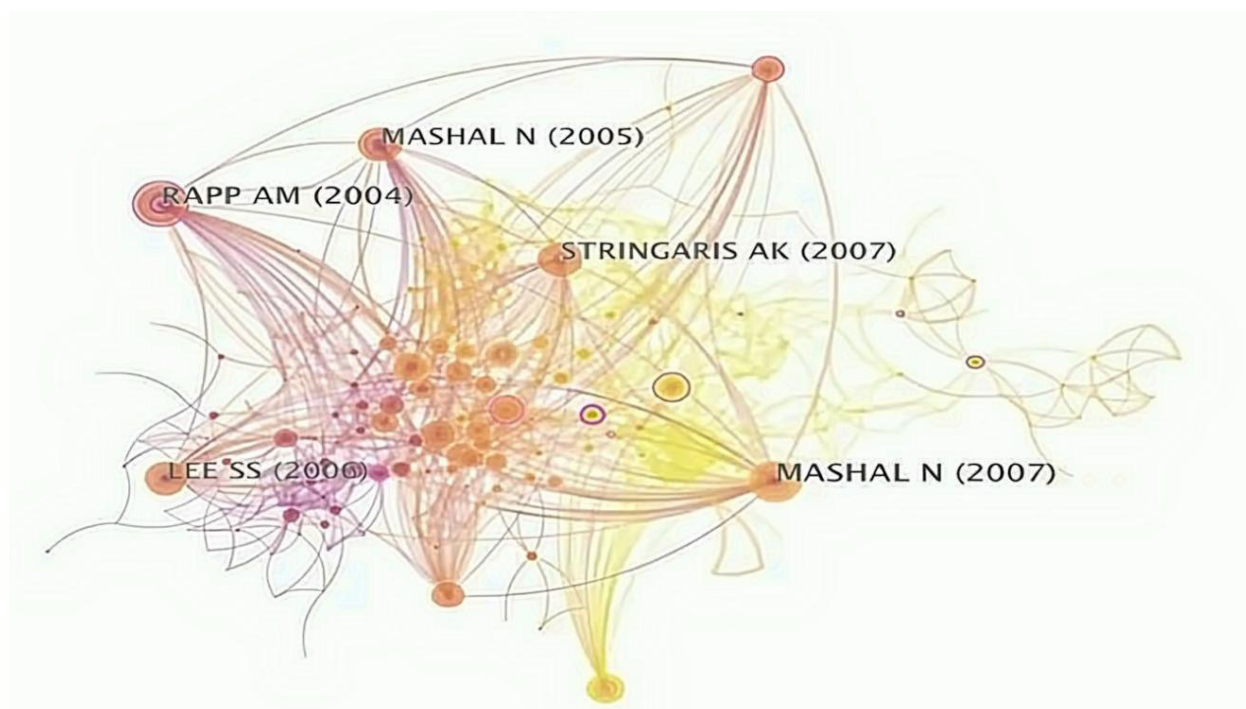 MASHAL N (2005)
RAPP AM (2004)
STRINGARIS AK (2007)
LEE SS (2006)
MASHAL N (2007)